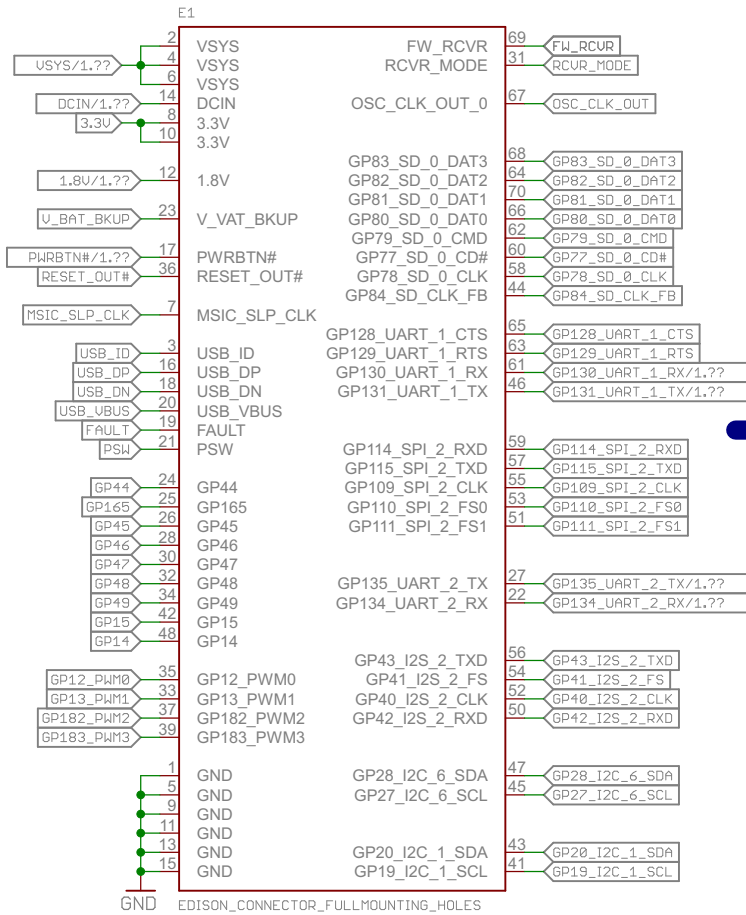 E1
VSYS/1.?? 2 VSYS FW_RCVR 69 FW_RCVR
4 VSYS RCVR_MODE 31 RCVR_MODE
6 VSYS
DCIN/1.?? 14 DCIN OSC_CLK_OUT_0 67 OSC_CLK_OUT
3.3V 8 3.3V
10 3.3V
GP83_SD_0_DAT3 68 GP83_SD_0_DAT3
1.8V/1.?? 12 1.8V GP82_SD_0_DAT2 64 GP82_SD_0_DAT2
GP81_SD_0_DAT1 70 GP81_SD_0_DAT1
V_BAT_BKUP 23 V_VAT_BKUP GP80_SD_0_DAT0 66 GP80_SD_0_DAT0
GP79_SD_0_CMD 62 GP79_SD_0_CMD
PWRBTN#/1.?? 17 PWRBTN# GP77_SD_0_CD# 60 GP77_SD_0_CD#
RESET_OUT# 36 RESET_OUT# GP78_SD_0_CLK 58 GP78_SD_0_CLK
GP84_SD_CLK_FB 44 GP84_SD_CLK_FB
MSIC_SLP_CLK 7 MSIC_SLP_CLK
GP128_UART_1_CTS 65 GP128_UART_1_CTS
USB_ID 3 USB_ID GP129_UART_1_RTS 63 GP129_UART_1_RTS
USB_DP 16 USB_DP GP130_UART_1_RX 61 GP130_UART_1_RX/1.??
USB_DN 18 USB_DN GP131_UART_1_TX 46 GP131_UART_1_TX/1.??
USB_VBUS 20 USB_VBUS
FAULT 19 FAULT
PSW 21 PSW GP114_SPI_2_RXD 59 GP114_SPI_2_RXD
GP115_SPI_2_TXD 57 GP115_SPI_2_TXD
GP44 24 GP44 GP109_SPI_2_CLK 55 GP109_SPI_2_CLK
GP165 25 GP165 GP110_SPI_2_FS0 53 GP110_SPI_2_FS0
GP45 26 GP45 GP111_SPI_2_FS1 51 GP111_SPI_2_FS1
GP46 28 GP46
GP47 30 GP47
GP48 32 GP48 GP135_UART_2_TX 27 GP135_UART_2_TX/1.??
GP49 34 GP49 GP134_UART_2_RX 22 GP134_UART_2_RX/1.??
GP15 42 GP15
GP14 48 GP14
GP43_I2S_2_TXD 56 GP43_I2S_2_TXD
GP12_PWM0 35 GP12_PWM0 GP41_I2S_2_FS 54 GP41_I2S_2_FS
GP13_PWM1 33 GP13_PWM1 GP40_I2S_2_CLK 52 GP40_I2S_2_CLK
GP182_PWM2 37 GP182_PWM2 GP42_I2S_2_RXD 50 GP42_I2S_2_RXD
GP183_PWM3 39 GP183_PWM3
1 GND GP28_I2C_6_SDA 47 GP28_I2C_6_SDA
5 GND GP27_I2C_6_SCL 45 GP27_I2C_6_SCL
9 GND
11 GND
13 GND GP20_I2C_1_SDA 43 GP20_I2C_1_SDA
15 GND GP19_I2C_1_SCL 41 GP19_I2C_1_SCL
GND EDISON_CONNECTOR_FULLMOUNTING_HOLES